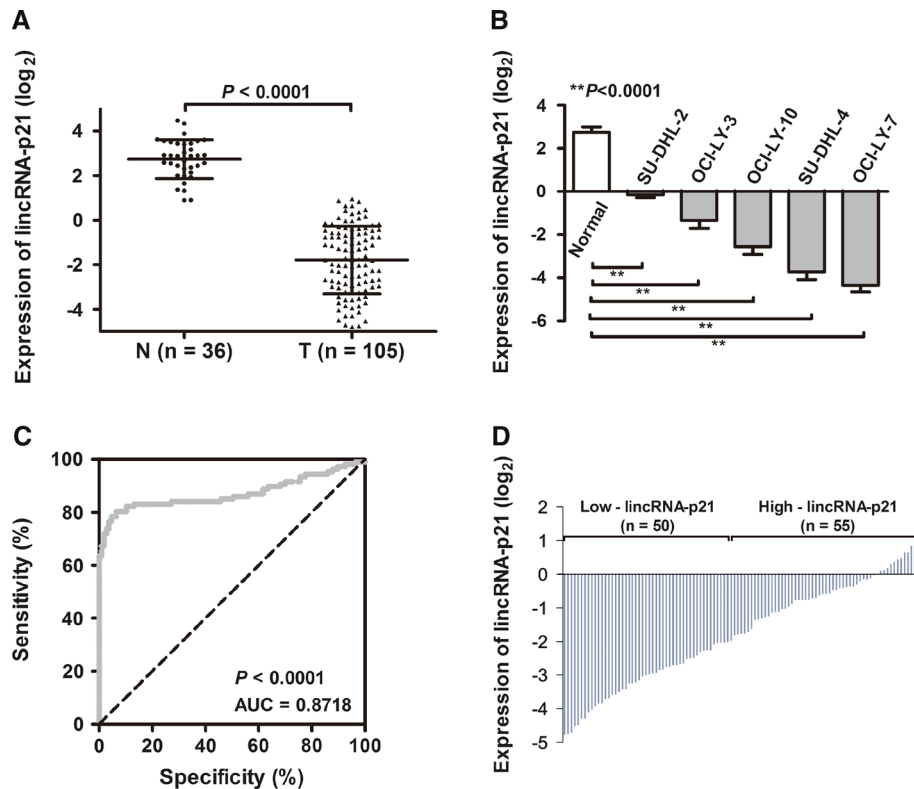 A
Expression of lincRNA-p21 (log2)
P < 0.0001
4
2
0
-2
-4
N (n = 36)
T (n = 105)
B
Expression of lincRNA-p21 (log2)
**P<0.0001
4
2
0
-2
-4
-6
Normal
SU-DHL-2
OCI-LY-3
OCI-LY-10
SU-DHL-4
OCI-LY-7
**
**
**
**
**
C
Sensitivity (%)
100
80
60
40
20
0
P < 0.0001
AUC = 0.8718
0 20 40 60 80 100
Specificity (%)
D
Expression of lincRNA-p21 (log2)
Low - lincRNA-p21
(n = 50)
High - lincRNA-p21
(n = 55)
2
1
0
-1
-2
-3
-4
-5